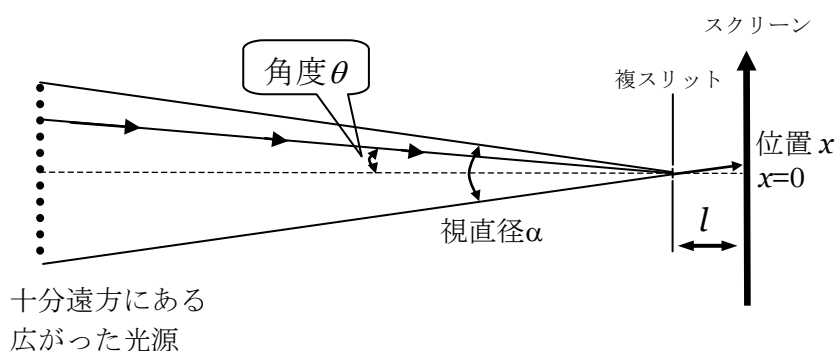 スクリーン
角度θ
複スリット
位置 x
x=0
視直径α
l
十分遠方にある
広がった光源